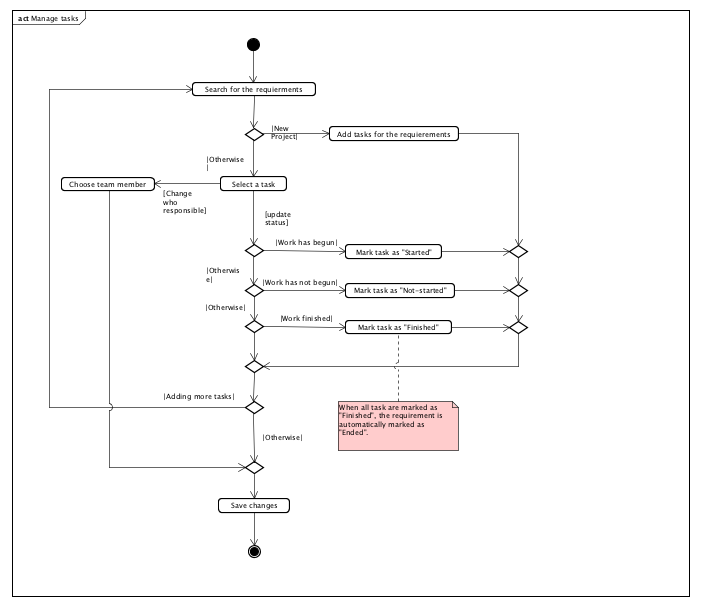 act Manage tasks
Search for the requierments
|New
Project|
Add tasks for the requierements
|Otherwise
|
Choose team member
Select a task
[Change
who
responsible]
[update
status]
|Work has begun|
Mark task as "Started"
|Otherwis
e|
|Work has not begun|
Mark task as "Not-started"
|Otherwise|
|Work finished|
Mark task as "Finished"
|Adding more tasks|
When all task are marked as
"Finished", the requirement is
automatically marked as
"Ended".
|Otherwise|
Save changes